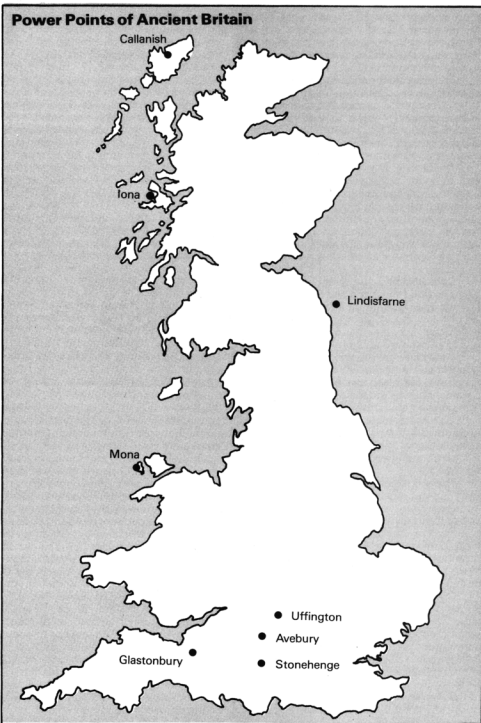 Power Points of Ancient Britain
Callanish
Iona
Lindisfarne
Mona
Uffington
Avebury
Glastonbury
Stonehenge